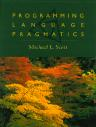 PROGRAMMING
LANGUAGE
PRAGMATICS
Michael L. Scott